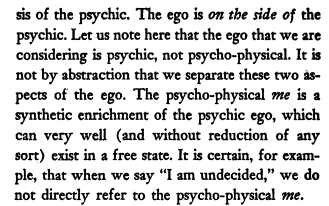 sis of the psychic. The ego is on the side of the
psychic. Let us note here that the ego that we are
considering is psychic, not psycho-physical. It is
not by abstraction that we separate these two as-
pects of the ego. The psycho-physical me is a
synthetic enrichment of the psychic ego, which
can very well (and without reduction of any
sort) exist in a free state. It is certain, for exam-
ple, that when we say "I am undecided," we do
not directly refer to the psycho-physical me.